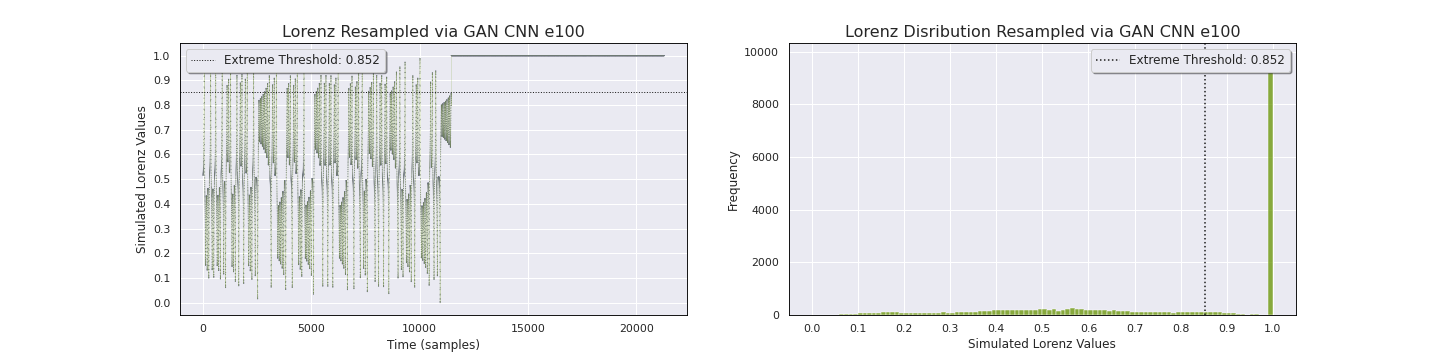 Lorenz Resampled via GAN CNN e100
Extreme Threshold: 0.852
1.0
0.9
0.8
0.7
0.6
0.5
0.4
0.3
0.2
0.1
0.0
Simulated Lorenz Values
0 5000 10000 15000 20000
Time (samples)
Lorenz Disribution Resampled via GAN CNN e100
Extreme Threshold: 0.852
10000
8000
6000
4000
2000
0
Frequency
0.0 0.1 0.2 0.3 0.4 0.5 0.6 0.7 0.8 0.9 1.0
Simulated Lorenz Values